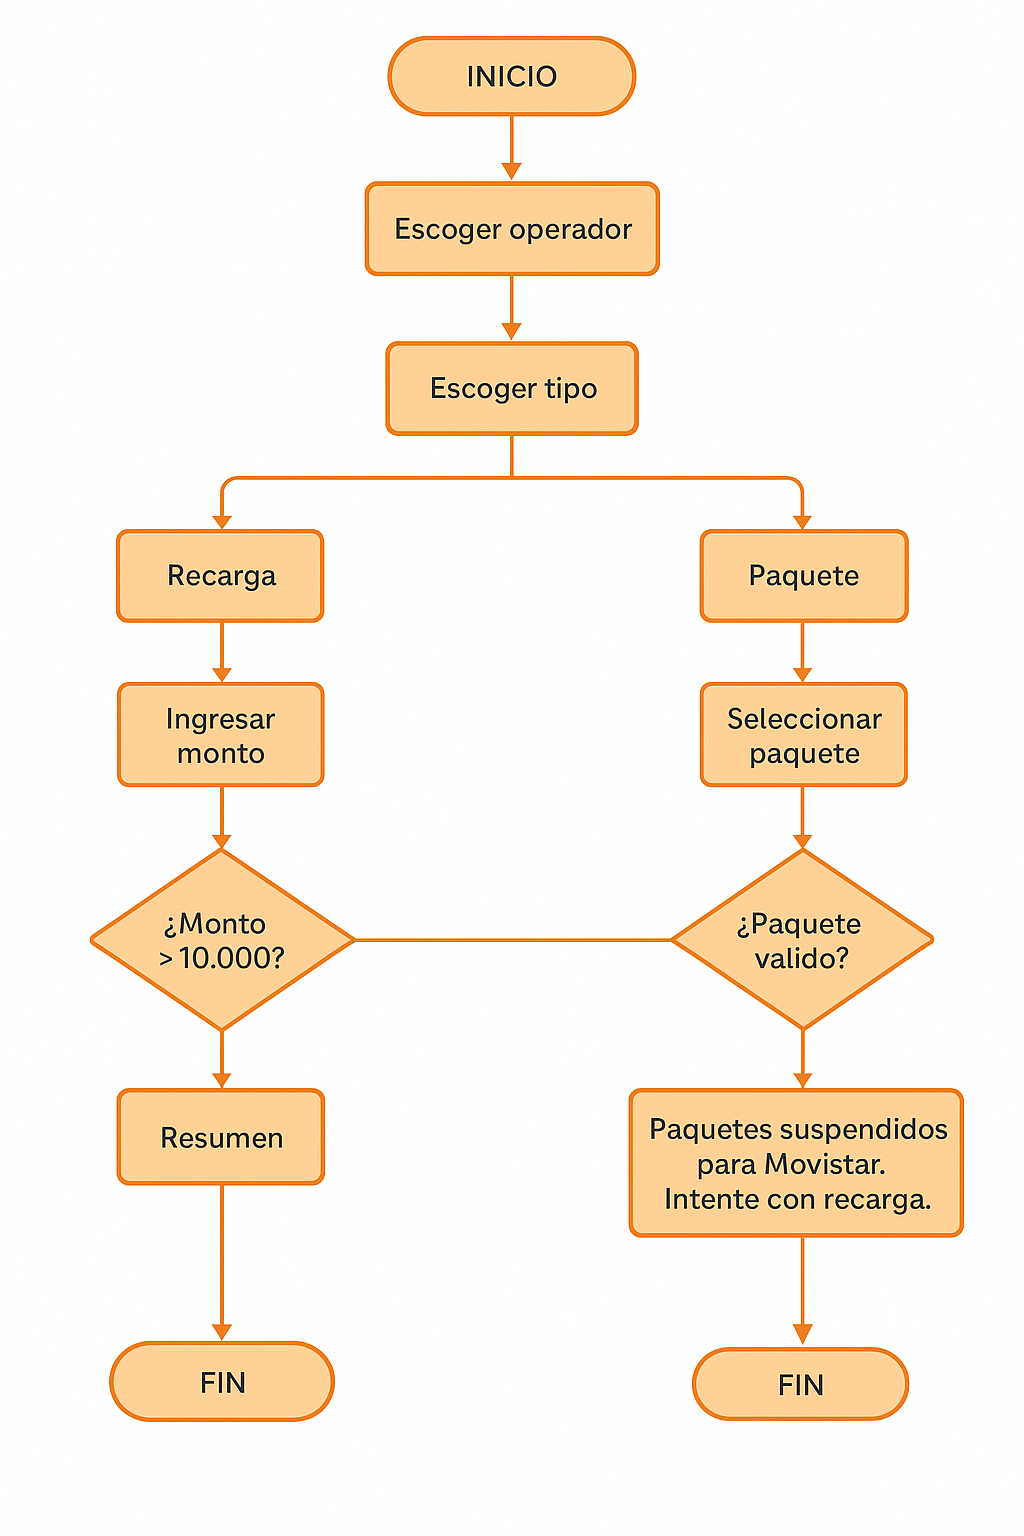 INICIO
Escoger operador
Escoger tipo
Recarga
Paquete
Ingresar
monto
Seleccionar
paquete
¿Monto
> 10.000?
¿Paquete
valido?
Resumen
Paquetes suspendidos
para Movistar.
Intente con recarga.
FIN
FIN